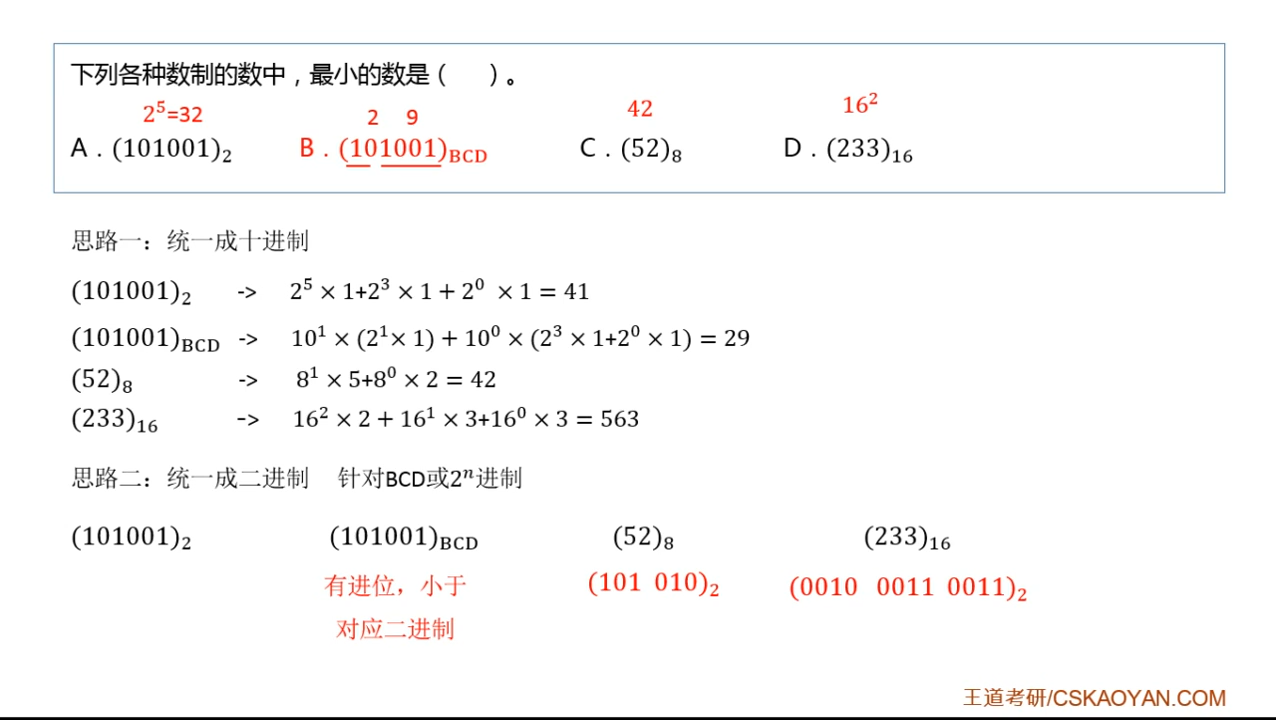 下列各种数制的数中，最小的数是（　　）。
2⁵=32 2 9 42 16²
A．(101001)₂ B．(101001)BCD C．(52)₈ D．(233)₁₆
思路一：统一成十进制
(101001)₂ -> 2⁵ × 1+2³ × 1 + 2⁰ × 1 = 41
(101001)BCD -> 10¹ × (2¹× 1) + 10⁰ × (2³ × 1+2⁰ × 1) = 29
(52)₈ -> 8¹ × 5+8⁰ × 2 = 42
(233)₁₆ -> 16² × 2 + 16¹ × 3+16⁰ × 3 = 563
思路二：统一成二进制 针对BCD或2ⁿ进制
(101001)₂ (101001)BCD (52)₈ (233)₁₆
有进位，小于 (101 010)₂ (0010 0011 0011)₂
对应二进制
王道考研/CSKAOYAN.COM